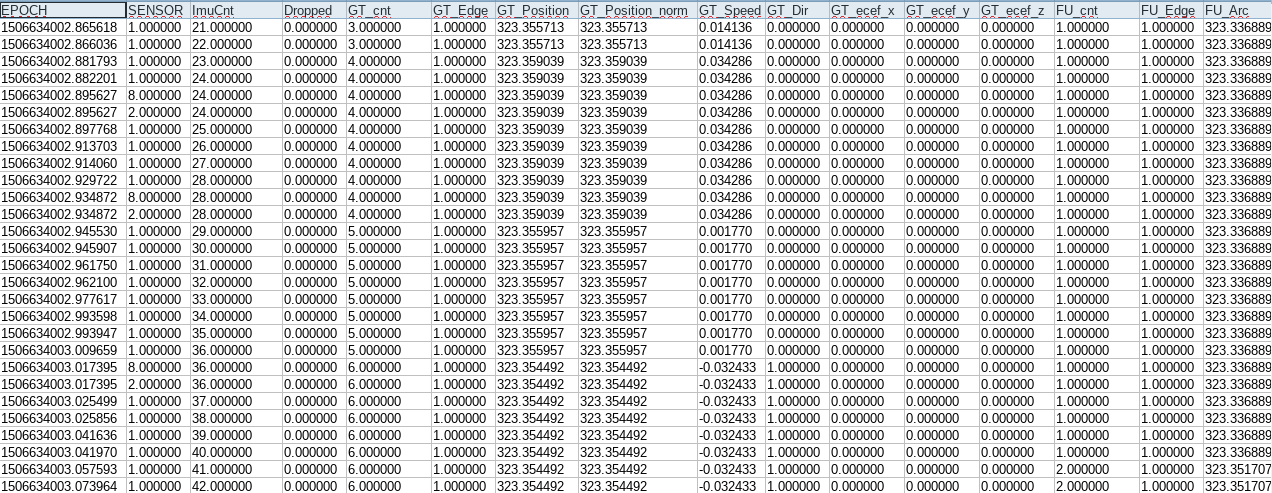 EPOCH SENSOR ImuCnt Dropped GT_cnt GT_Edge GT_Position GT_Position_norm GT_Speed GT_Dir GT_ecef_x GT_ecef_y GT_ecef_z FU_cnt FU_Edge FU_Arc
1506634002.865618 1.000000 21.000000 0.000000 3.000000 1.000000 323.355713 323.355713 0.014136 0.000000 0.000000 0.000000 0.000000 1.000000 1.000000 323.336889
1506634002.866036 1.000000 22.000000 0.000000 3.000000 1.000000 323.355713 323.355713 0.014136 0.000000 0.000000 0.000000 0.000000 1.000000 1.000000 323.336889
1506634002.881793 1.000000 23.000000 0.000000 4.000000 1.000000 323.359039 323.359039 0.034286 0.000000 0.000000 0.000000 0.000000 1.000000 1.000000 323.336889
1506634002.882201 1.000000 24.000000 0.000000 4.000000 1.000000 323.359039 323.359039 0.034286 0.000000 0.000000 0.000000 0.000000 1.000000 1.000000 323.336889
1506634002.895627 8.000000 24.000000 0.000000 4.000000 1.000000 323.359039 323.359039 0.034286 0.000000 0.000000 0.000000 0.000000 1.000000 1.000000 323.336889
1506634002.895627 2.000000 24.000000 0.000000 4.000000 1.000000 323.359039 323.359039 0.034286 0.000000 0.000000 0.000000 0.000000 1.000000 1.000000 323.336889
1506634002.897768 1.000000 25.000000 0.000000 4.000000 1.000000 323.359039 323.359039 0.034286 0.000000 0.000000 0.000000 0.000000 1.000000 1.000000 323.336889
1506634002.913703 1.000000 26.000000 0.000000 4.000000 1.000000 323.359039 323.359039 0.034286 0.000000 0.000000 0.000000 0.000000 1.000000 1.000000 323.336889
1506634002.914060 1.000000 27.000000 0.000000 4.000000 1.000000 323.359039 323.359039 0.034286 0.000000 0.000000 0.000000 0.000000 1.000000 1.000000 323.336889
1506634002.929722 1.000000 28.000000 0.000000 4.000000 1.000000 323.359039 323.359039 0.034286 0.000000 0.000000 0.000000 0.000000 1.000000 1.000000 323.336889
1506634002.934872 8.000000 28.000000 0.000000 4.000000 1.000000 323.359039 323.359039 0.034286 0.000000 0.000000 0.000000 0.000000 1.000000 1.000000 323.336889
1506634002.934872 2.000000 28.000000 0.000000 4.000000 1.000000 323.359039 323.359039 0.034286 0.000000 0.000000 0.000000 0.000000 1.000000 1.000000 323.336889
1506634002.945530 1.000000 29.000000 0.000000 5.000000 1.000000 323.355957 323.355957 0.001770 0.000000 0.000000 0.000000 0.000000 1.000000 1.000000 323.336889
1506634002.945907 1.000000 30.000000 0.000000 5.000000 1.000000 323.355957 323.355957 0.001770 0.000000 0.000000 0.000000 0.000000 1.000000 1.000000 323.336889
1506634002.961750 1.000000 31.000000 0.000000 5.000000 1.000000 323.355957 323.355957 0.001770 0.000000 0.000000 0.000000 0.000000 1.000000 1.000000 323.336889
1506634002.962100 1.000000 32.000000 0.000000 5.000000 1.000000 323.355957 323.355957 0.001770 0.000000 0.000000 0.000000 0.000000 1.000000 1.000000 323.336889
1506634002.977617 1.000000 33.000000 0.000000 5.000000 1.000000 323.355957 323.355957 0.001770 0.000000 0.000000 0.000000 0.000000 1.000000 1.000000 323.336889
1506634002.993598 1.000000 34.000000 0.000000 5.000000 1.000000 323.355957 323.355957 0.001770 0.000000 0.000000 0.000000 0.000000 1.000000 1.000000 323.336889
1506634002.993947 1.000000 35.000000 0.000000 5.000000 1.000000 323.355957 323.355957 0.001770 0.000000 0.000000 0.000000 0.000000 1.000000 1.000000 323.336889
1506634003.009659 1.000000 36.000000 0.000000 5.000000 1.000000 323.355957 323.355957 0.001770 0.000000 0.000000 0.000000 0.000000 1.000000 1.000000 323.336889
1506634003.017395 8.000000 36.000000 0.000000 6.000000 1.000000 323.354492 323.354492 -0.032433 1.000000 0.000000 0.000000 0.000000 1.000000 1.000000 323.336889
1506634003.017395 2.000000 36.000000 0.000000 6.000000 1.000000 323.354492 323.354492 -0.032433 1.000000 0.000000 0.000000 0.000000 1.000000 1.000000 323.336889
1506634003.025499 1.000000 37.000000 0.000000 6.000000 1.000000 323.354492 323.354492 -0.032433 1.000000 0.000000 0.000000 0.000000 1.000000 1.000000 323.336889
1506634003.025856 1.000000 38.000000 0.000000 6.000000 1.000000 323.354492 323.354492 -0.032433 1.000000 0.000000 0.000000 0.000000 1.000000 1.000000 323.336889
1506634003.041636 1.000000 39.000000 0.000000 6.000000 1.000000 323.354492 323.354492 -0.032433 1.000000 0.000000 0.000000 0.000000 1.000000 1.000000 323.336889
1506634003.041970 1.000000 40.000000 0.000000 6.000000 1.000000 323.354492 323.354492 -0.032433 1.000000 0.000000 0.000000 0.000000 1.000000 1.000000 323.336889
1506634003.057593 1.000000 41.000000 0.000000 6.000000 1.000000 323.354492 323.354492 -0.032433 1.000000 0.000000 0.000000 0.000000 2.000000 1.000000 323.351707
1506634003.073964 1.000000 42.000000 0.000000 6.000000 1.000000 323.354492 323.354492 -0.032433 1.000000 0.000000 0.000000 0.000000 2.000000 1.000000 323.351707